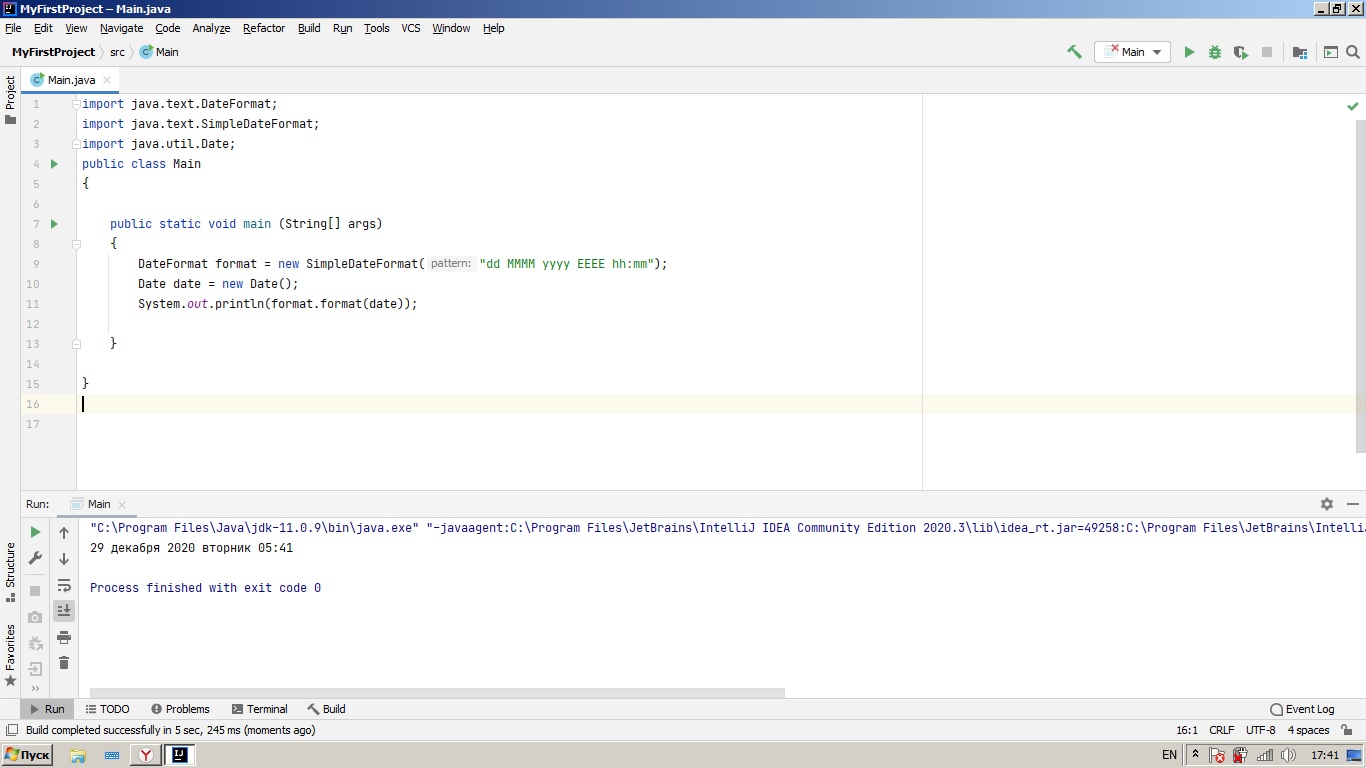 MyFirstProject – Main.java
File Edit View Navigate Code Analyze Refactor Build Run Tools VCS Window Help
MyFirstProject src Main
Main
Project
Main.java
1 import java.text.DateFormat;
2 import java.text.SimpleDateFormat;
3 import java.util.Date;
4 public class Main
5 {
6
7 public static void main (String[] args)
8 {
9 DateFormat format = new SimpleDateFormat( pattern: "dd MMMM yyyy EEEE hh:mm");
10 Date date = new Date();
11 System.out.println(format.format(date));
12
13 }
14
15 }
16
17
Run: Main
"C:\Program Files\Java\jdk-11.0.9\bin\java.exe" "-javaagent:C:\Program Files\JetBrains\IntelliJ IDEA Community Edition 2020.3\lib\idea_rt.jar=49258:C:\Program Files\JetBrains\IntelliJ
29 декабря 2020 вторник 05:41
Process finished with exit code 0
Structure
Favorites
Run TODO Problems Terminal Build Event Log
Build completed successfully in 5 sec, 245 ms (moments ago) 16:1 CRLF UTF-8 4 spaces
Пуск EN 17:41